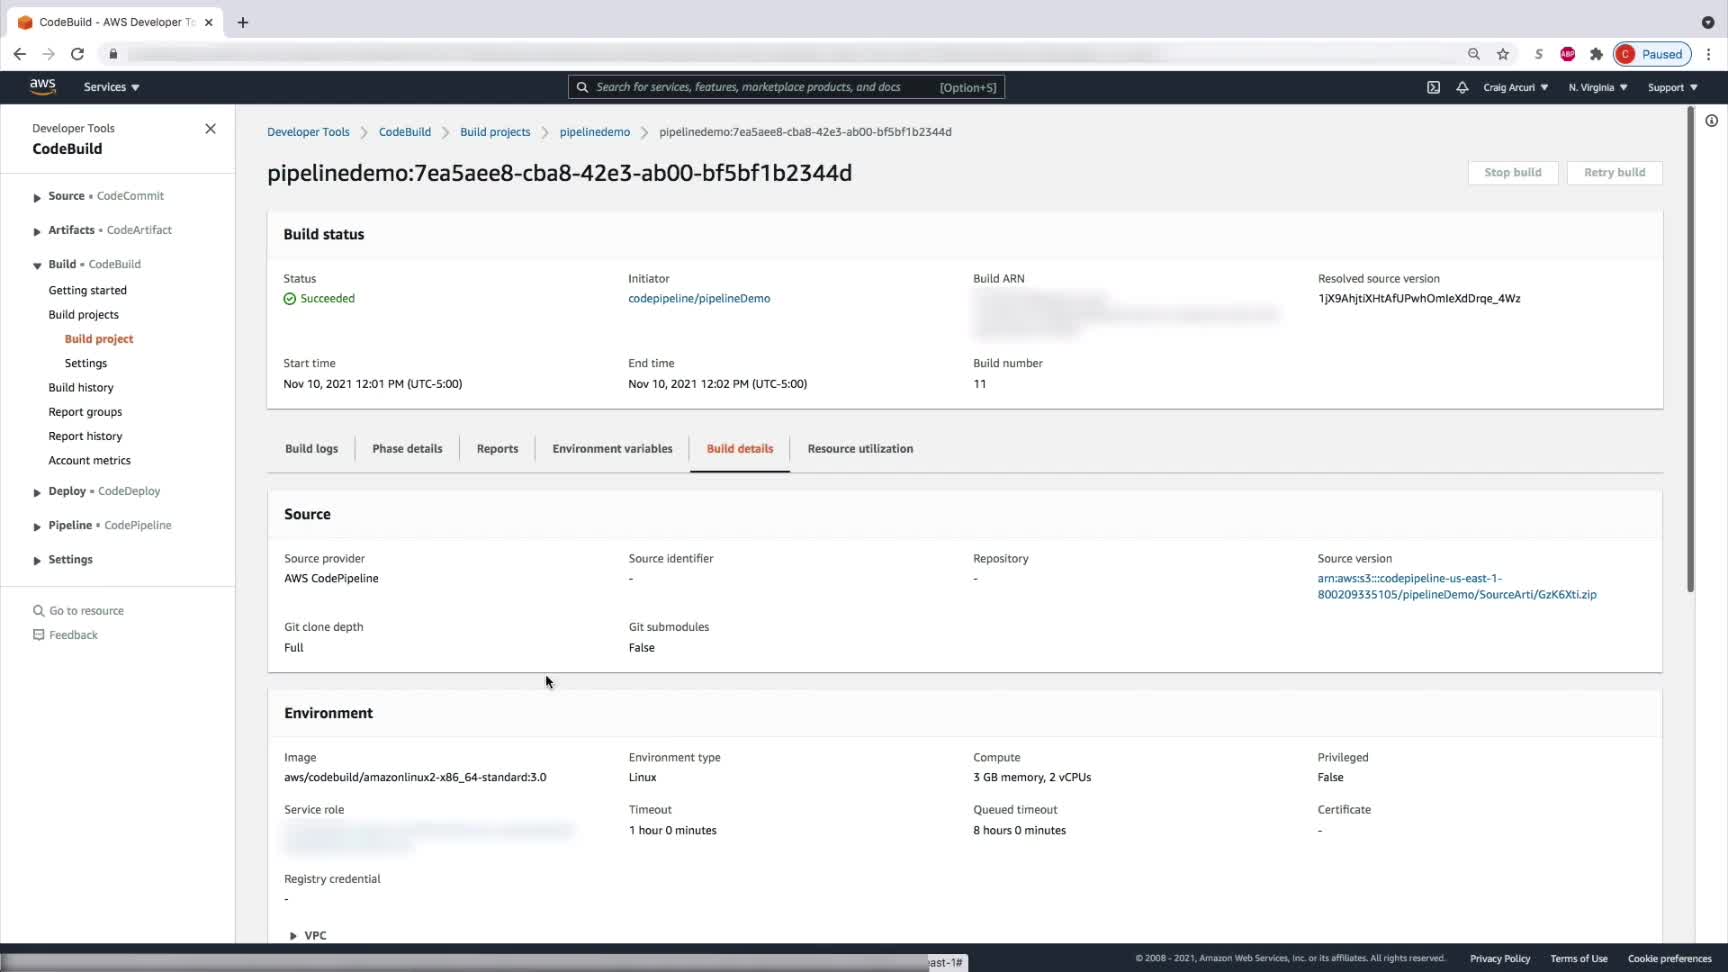 CodeBuild - AWS Developer To
Paused
aws
Services
Search for services, features, marketplace products, and docs
[Option+S]
Craig Arcuri
N. Virginia
Support
Developer Tools
CodeBuild
Source • CodeCommit
Artifacts • CodeArtifact
Build • CodeBuild
Getting started
Build projects
Build project
Settings
Build history
Report groups
Report history
Account metrics
Deploy • CodeDeploy
Pipeline • CodePipeline
Settings
Go to resource
Feedback
Developer Tools > CodeBuild > Build projects > pipelinedemo > pipelinedemo:7ea5aee8-cba8-42e3-ab00-bf5bf1b2344d
pipelinedemo:7ea5aee8-cba8-42e3-ab00-bf5bf1b2344d
Stop build
Retry build
Build status
Status
Succeeded
Initiator
codepipeline/pipelineDemo
Build ARN
Resolved source version
1jX9AhjtiXHtAfUPwhOmIeXdDrqe_4Wz
Start time
Nov 10, 2021 12:01 PM (UTC-5:00)
End time
Nov 10, 2021 12:02 PM (UTC-5:00)
Build number
11
Build logs
Phase details
Reports
Environment variables
Build details
Resource utilization
Source
Source provider
AWS CodePipeline
Source identifier
-
Repository
-
Source version
arn:aws:s3:::codepipeline-us-east-1-
800209335105/pipelineDemo/SourceArti/GzK6Xti.zip
Git clone depth
Full
Git submodules
False
Environment
Image
aws/codebuild/amazonlinux2-x86_64-standard:3.0
Environment type
Linux
Compute
3 GB memory, 2 vCPUs
Privileged
False
Service role
Timeout
1 hour 0 minutes
Queued timeout
8 hours 0 minutes
Certificate
-
Registry credential
-
VPC
east-1#
© 2008 - 2021, Amazon Web Services, Inc. or its affiliates. All rights reserved.
Privacy Policy
Terms of Use
Cookie preferences